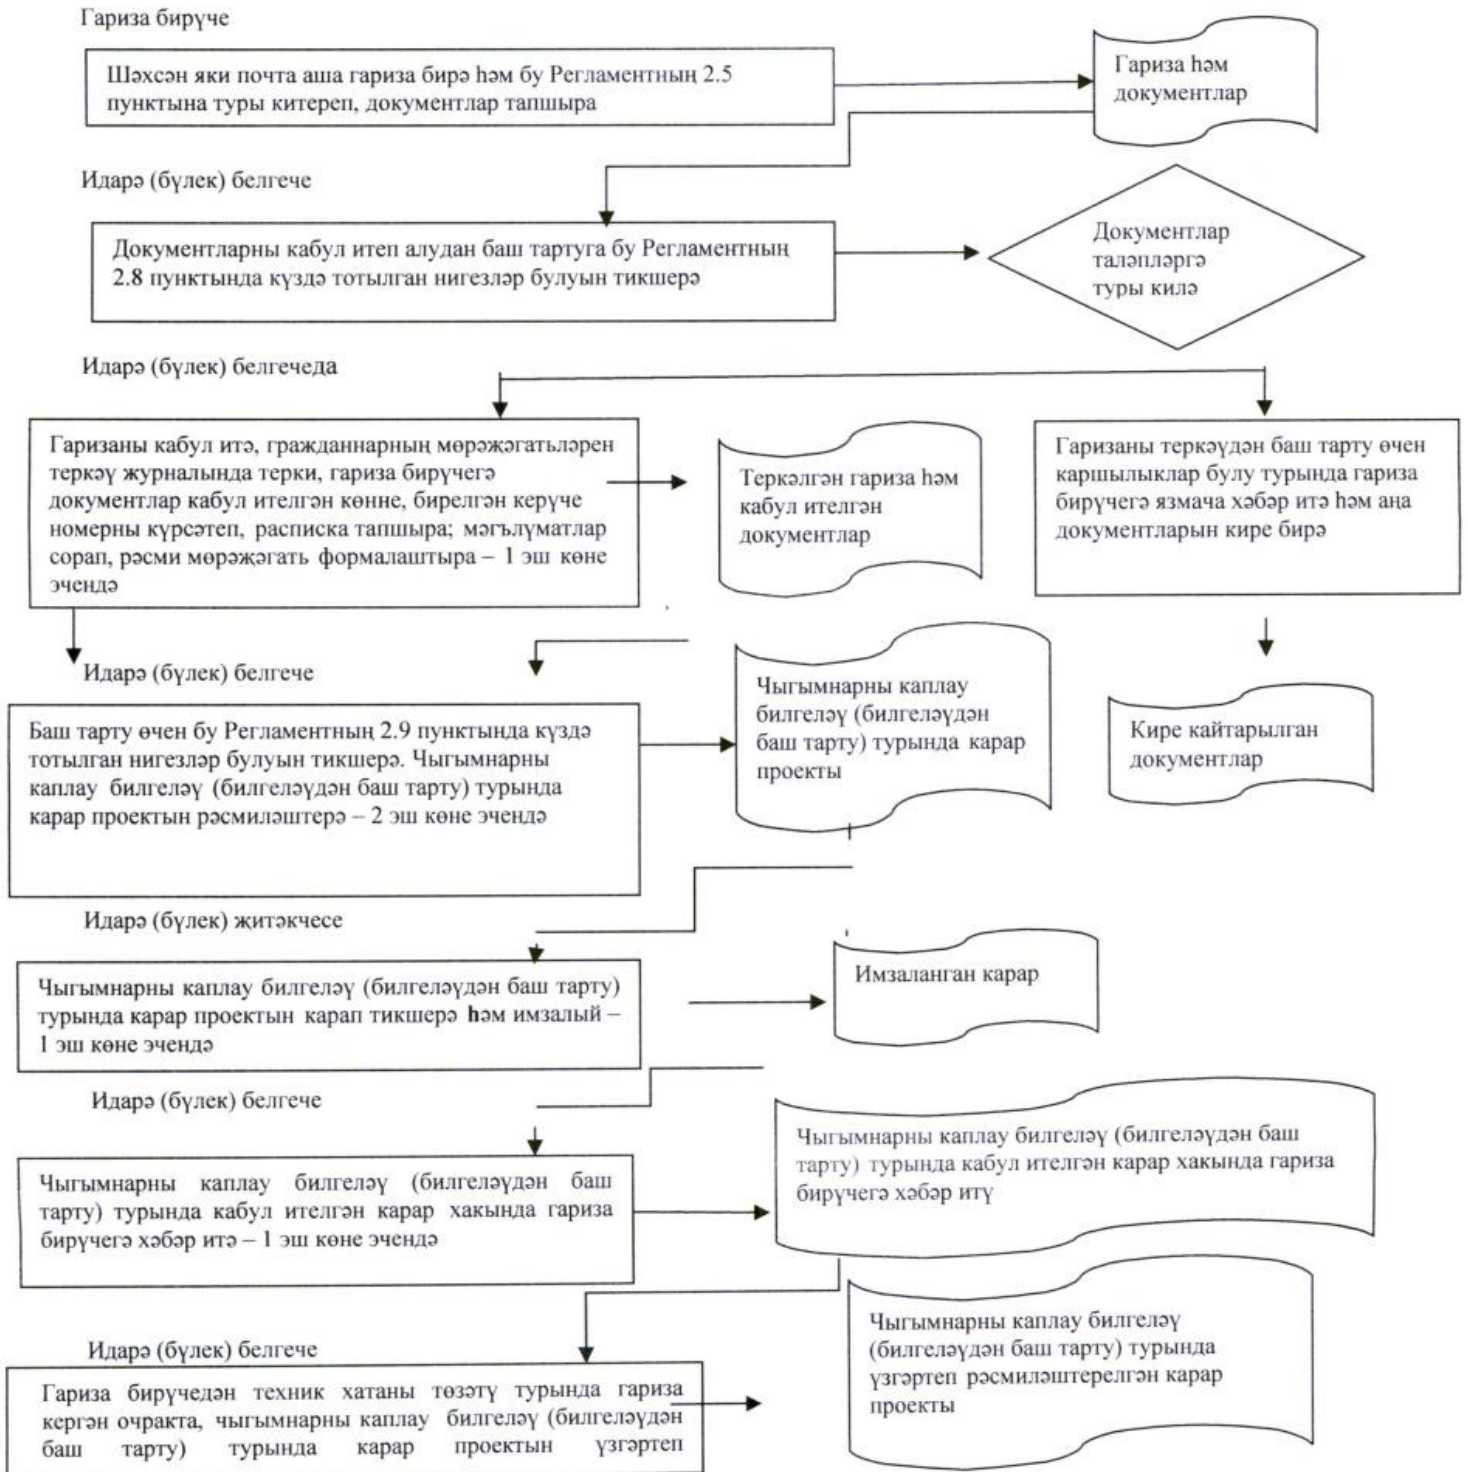 Гариза бирүче
Шәхсән яки почта аша гариза бирә һәм бу Регламентның 2.5
пунктына туры китереп, документлар тапшыра
Гариза һәм
документлар
Идарә (бүлек) белгече
Документларны кабул итеп алудан баш тартуга бу Регламентның
2.8 пунктында күздә тотылган нигезләр булуын тикшерә
Документлар
таләпләргә
туры килә
Идарә (бүлек) белгечеда
Гаризаны кабул итә, гражданнарның мөрәҗәгатьләрен
теркәү журналында терки, гариза бирүчегә
документлар кабул ителгән көнне, бирелгән керүче
номерны күрсәтеп, расписка тапшыра; мәгълүматлар
сорап, рәсми мөрәҗәгать формалаштыра – 1 эш көне
эчендә
Теркәлгән гариза һәм
кабул ителгән
документлар
Гаризаны теркәүдән баш тарту өчен
каршылыклар булу турында гариза
бирүчегә язмача хәбәр итә һәм аңа
документларын кире бирә
Идарә (бүлек) белгече
Баш тарту өчен бу Регламентның 2.9 пунктында күздә
тотылган нигезләр булуын тикшерә. Чыгымнарны
каплау билгеләү (билгеләүдән баш тарту) турында
карар проектын рәсмиләштерә – 2 эш көне эчендә
Чыгымнарны каплау
билгеләү (билгеләүдән
баш тарту) турында карар
проекты
Кире кайтарылган
документлар
Идарә (бүлек) җитәкчесе
Чыгымнарны каплау билгеләү (билгеләүдән баш тарту)
турында карар проектын карап тикшерә һәм имзалый –
1 эш көне эчендә
Имзаланган карар
Идарә (бүлек) белгече
Чыгымнарны каплау билгеләү (билгеләүдән баш
тарту) турында кабул ителгән карар хакында гариза
бирүчегә хәбәр итә – 1 эш көне эчендә
Чыгымнарны каплау билгеләү (билгеләүдән баш
тарту) турында кабул ителгән карар хакында гариза
бирүчегә хәбәр итү
Идарә (бүлек) белгече
Гариза бирүчедән техник хатаны төзәтү турында гариза
кергән очракта, чыгымнарны каплау билгеләү (билгеләүдән
баш тарту) турында карар проектын үзгәртеп
Чыгымнарны каплау билгеләү
(билгеләүдән баш тарту) турында
үзгәртеп рәсмиләштерелгән карар
проекты